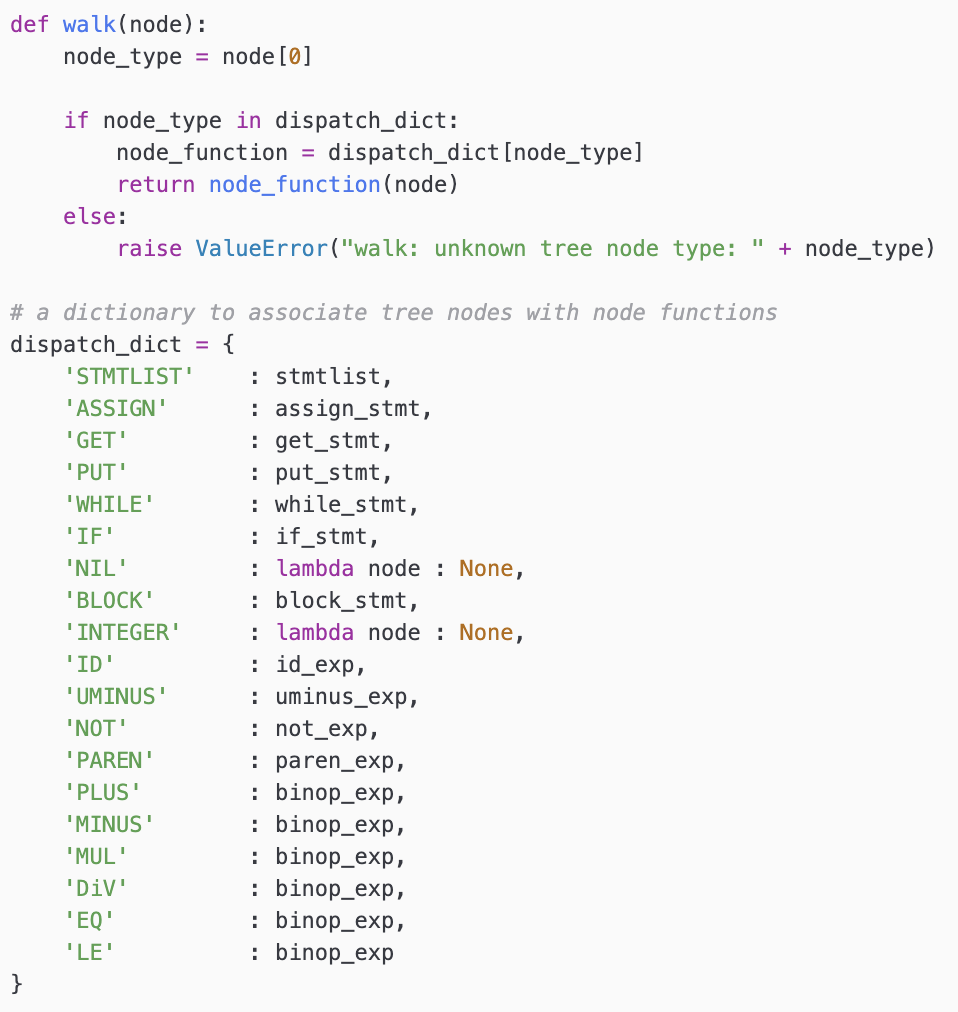 def walk(node):
    node_type = node[0]

    if node_type in dispatch_dict:
        node_function = dispatch_dict[node_type]
        return node_function(node)
    else:
        raise ValueError("walk: unknown tree node type: " + node_type)

# a dictionary to associate tree nodes with node functions
dispatch_dict = {
    'STMTLIST'    : stmtlist,
    'ASSIGN'      : assign_stmt,
    'GET'         : get_stmt,
    'PUT'         : put_stmt,
    'WHILE'       : while_stmt,
    'IF'          : if_stmt,
    'NIL'         : lambda node : None,
    'BLOCK'       : block_stmt,
    'INTEGER'     : lambda node : None,
    'ID'          : id_exp,
    'UMINUS'      : uminus_exp,
    'NOT'         : not_exp,
    'PAREN'       : paren_exp,
    'PLUS'        : binop_exp,
    'MINUS'       : binop_exp,
    'MUL'         : binop_exp,
    'DiV'         : binop_exp,
    'EQ'          : binop_exp,
    'LE'          : binop_exp
}